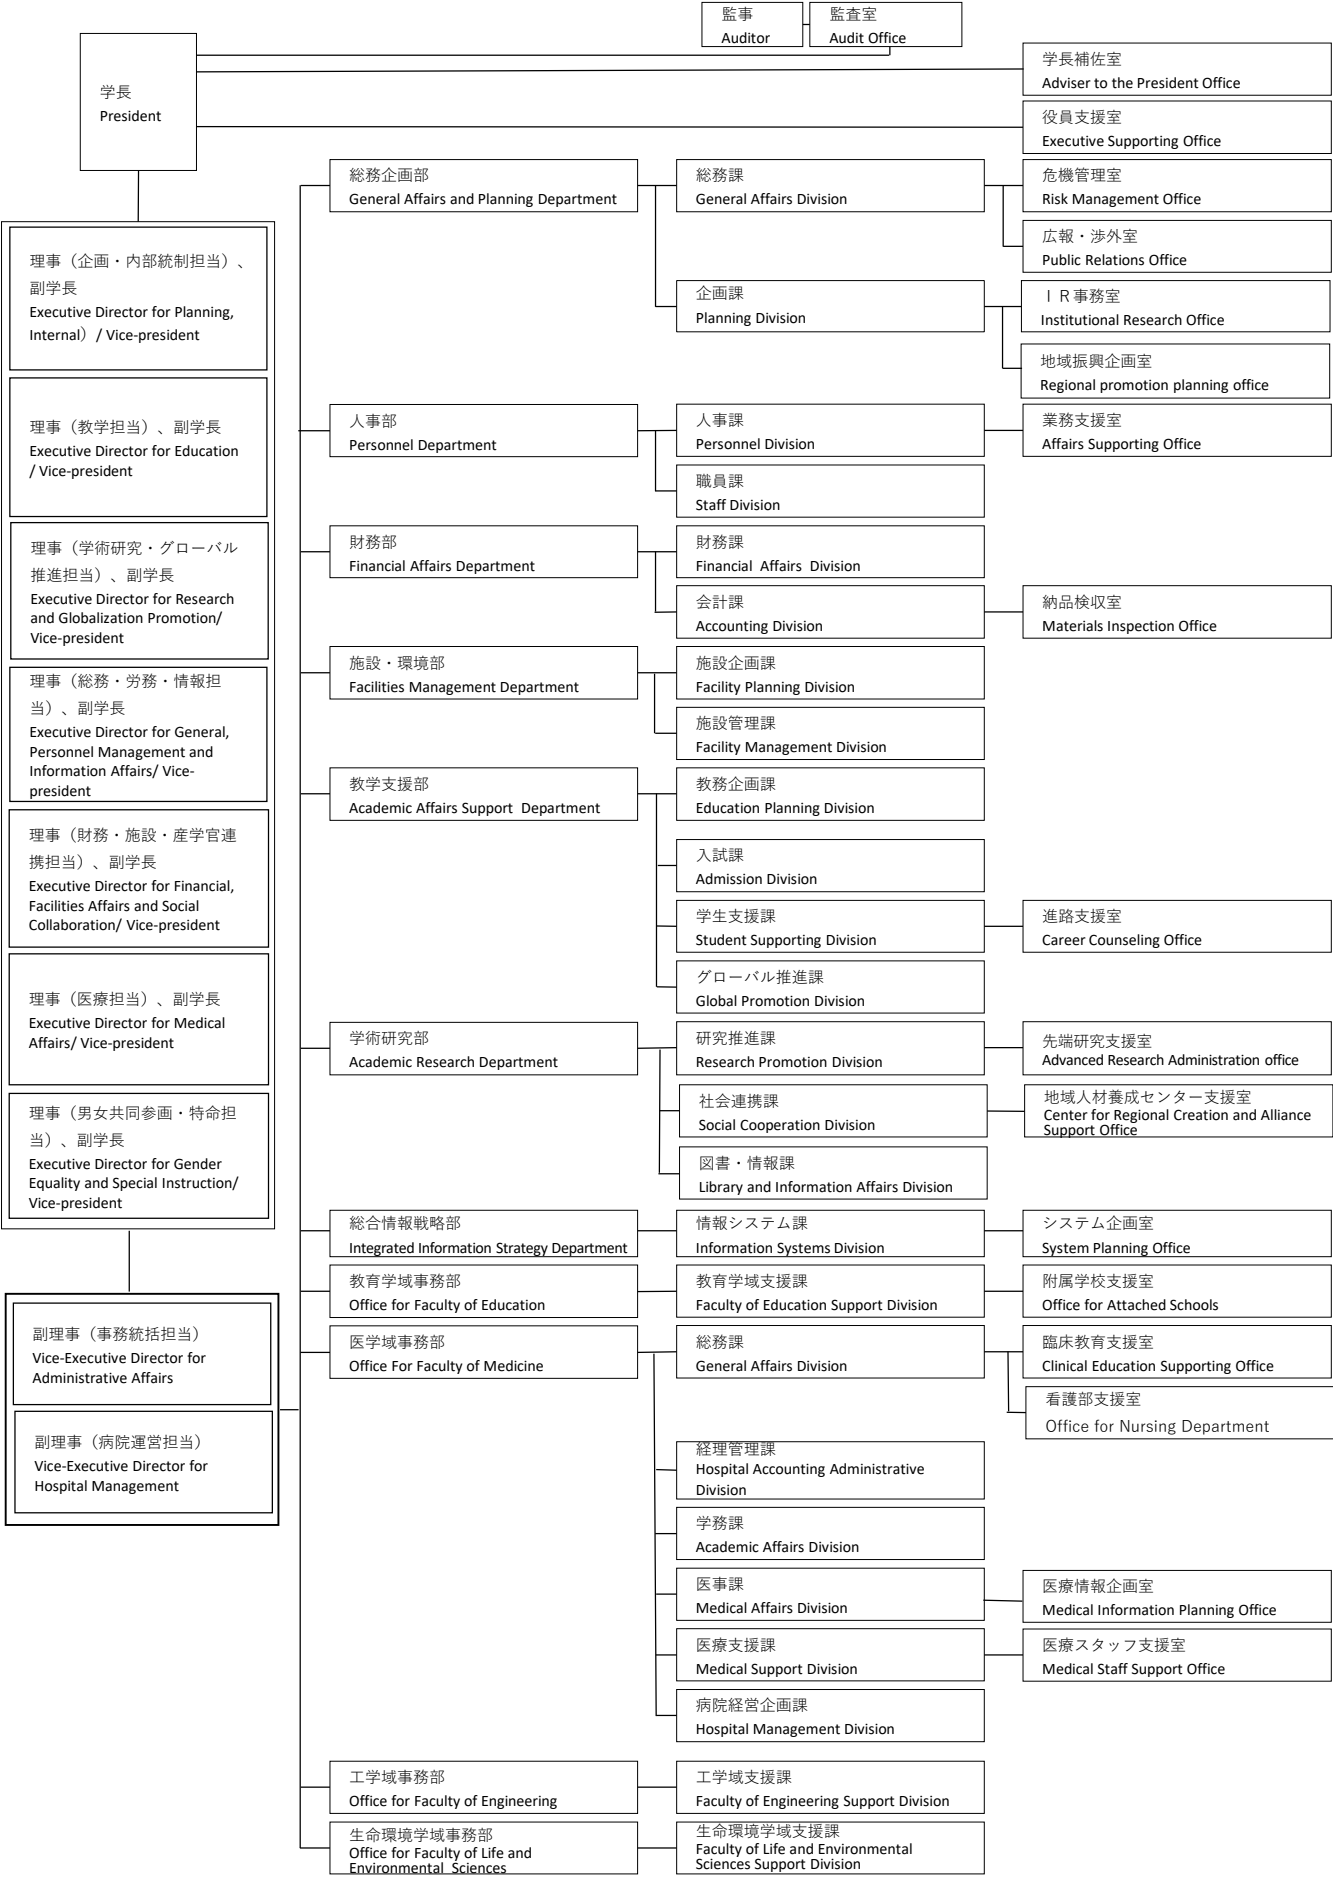 監事
Auditor
監査室
Audit Office
学長
President
学長補佐室
Adviser to the President Office
役員支援室
Executive Supporting Office
理事（企画・内部統制担当）、
副学長
Executive Director for Planning,
Internal）/ Vice-president
理事（教学担当）、副学長
Executive Director for Education
/ Vice-president
理事（学術研究・グローバル
推進担当）、副学長
Executive Director for Research
and Globalization Promotion/
Vice-president
理事（総務・労務・情報担
当）、副学長
Executive Director for General,
Personnel Management and
Information Affairs/ Vice-
president
理事（財務・施設・産学官連
携担当）、副学長
Executive Director for Financial,
Facilities Affairs and Social
Collaboration/ Vice-president
理事（医療担当）、副学長
Executive Director for Medical
Affairs/ Vice-president
理事（男女共同参画・特命担
当）、副学長
Executive Director for Gender
Equality and Special Instruction/
Vice-president
副理事（事務統括担当）
Vice-Executive Director for
Administrative Affairs
副理事（病院運営担当）
Vice-Executive Director for
Hospital Management
総務企画部
General Affairs and Planning Department
総務課
General Affairs Division
危機管理室
Risk Management Office
広報・渉外室
Public Relations Office
企画課
Planning Division
ＩＲ事務室
Institutional Research Office
地域振興企画室
Regional promotion planning office
人事部
Personnel Department
人事課
Personnel Division
業務支援室
Affairs Supporting Office
職員課
Staff Division
財務部
Financial Affairs Department
財務課
Financial Affairs Division
会計課
Accounting Division
納品検収室
Materials Inspection Office
施設・環境部
Facilities Management Department
施設企画課
Facility Planning Division
施設管理課
Facility Management Division
教学支援部
Academic Affairs Support Department
教務企画課
Education Planning Division
入試課
Admission Division
学生支援課
Student Supporting Division
進路支援室
Career Counseling Office
グローバル推進課
Global Promotion Division
学術研究部
Academic Research Department
研究推進課
Research Promotion Division
先端研究支援室
Advanced Research Administration office
社会連携課
Social Cooperation Division
地域人材養成センター支援室
Center for Regional Creation and Alliance
Support Office
図書・情報課
Library and Information Affairs Division
総合情報戦略部
Integrated Information Strategy Department
情報システム課
Information Systems Division
システム企画室
System Planning Office
教育学域事務部
Office for Faculty of Education
教育学域支援課
Faculty of Education Support Division
附属学校支援室
Office for Attached Schools
医学域事務部
Office For Faculty of Medicine
総務課
General Affairs Division
臨床教育支援室
Clinical Education Supporting Office
看護部支援室
Office for Nursing Department
経理管理課
Hospital Accounting Administrative
Division
学務課
Academic Affairs Division
医事課
Medical Affairs Division
医療情報企画室
Medical Information Planning Office
医療支援課
Medical Support Division
医療スタッフ支援室
Medical Staff Support Office
病院経営企画課
Hospital Management Division
工学域事務部
Office for Faculty of Engineering
工学域支援課
Faculty of Engineering Support Division
生命環境学域事務部
Office for Faculty of Life and
Environmental Sciences
生命環境学域支援課
Faculty of Life and Environmental
Sciences Support Division